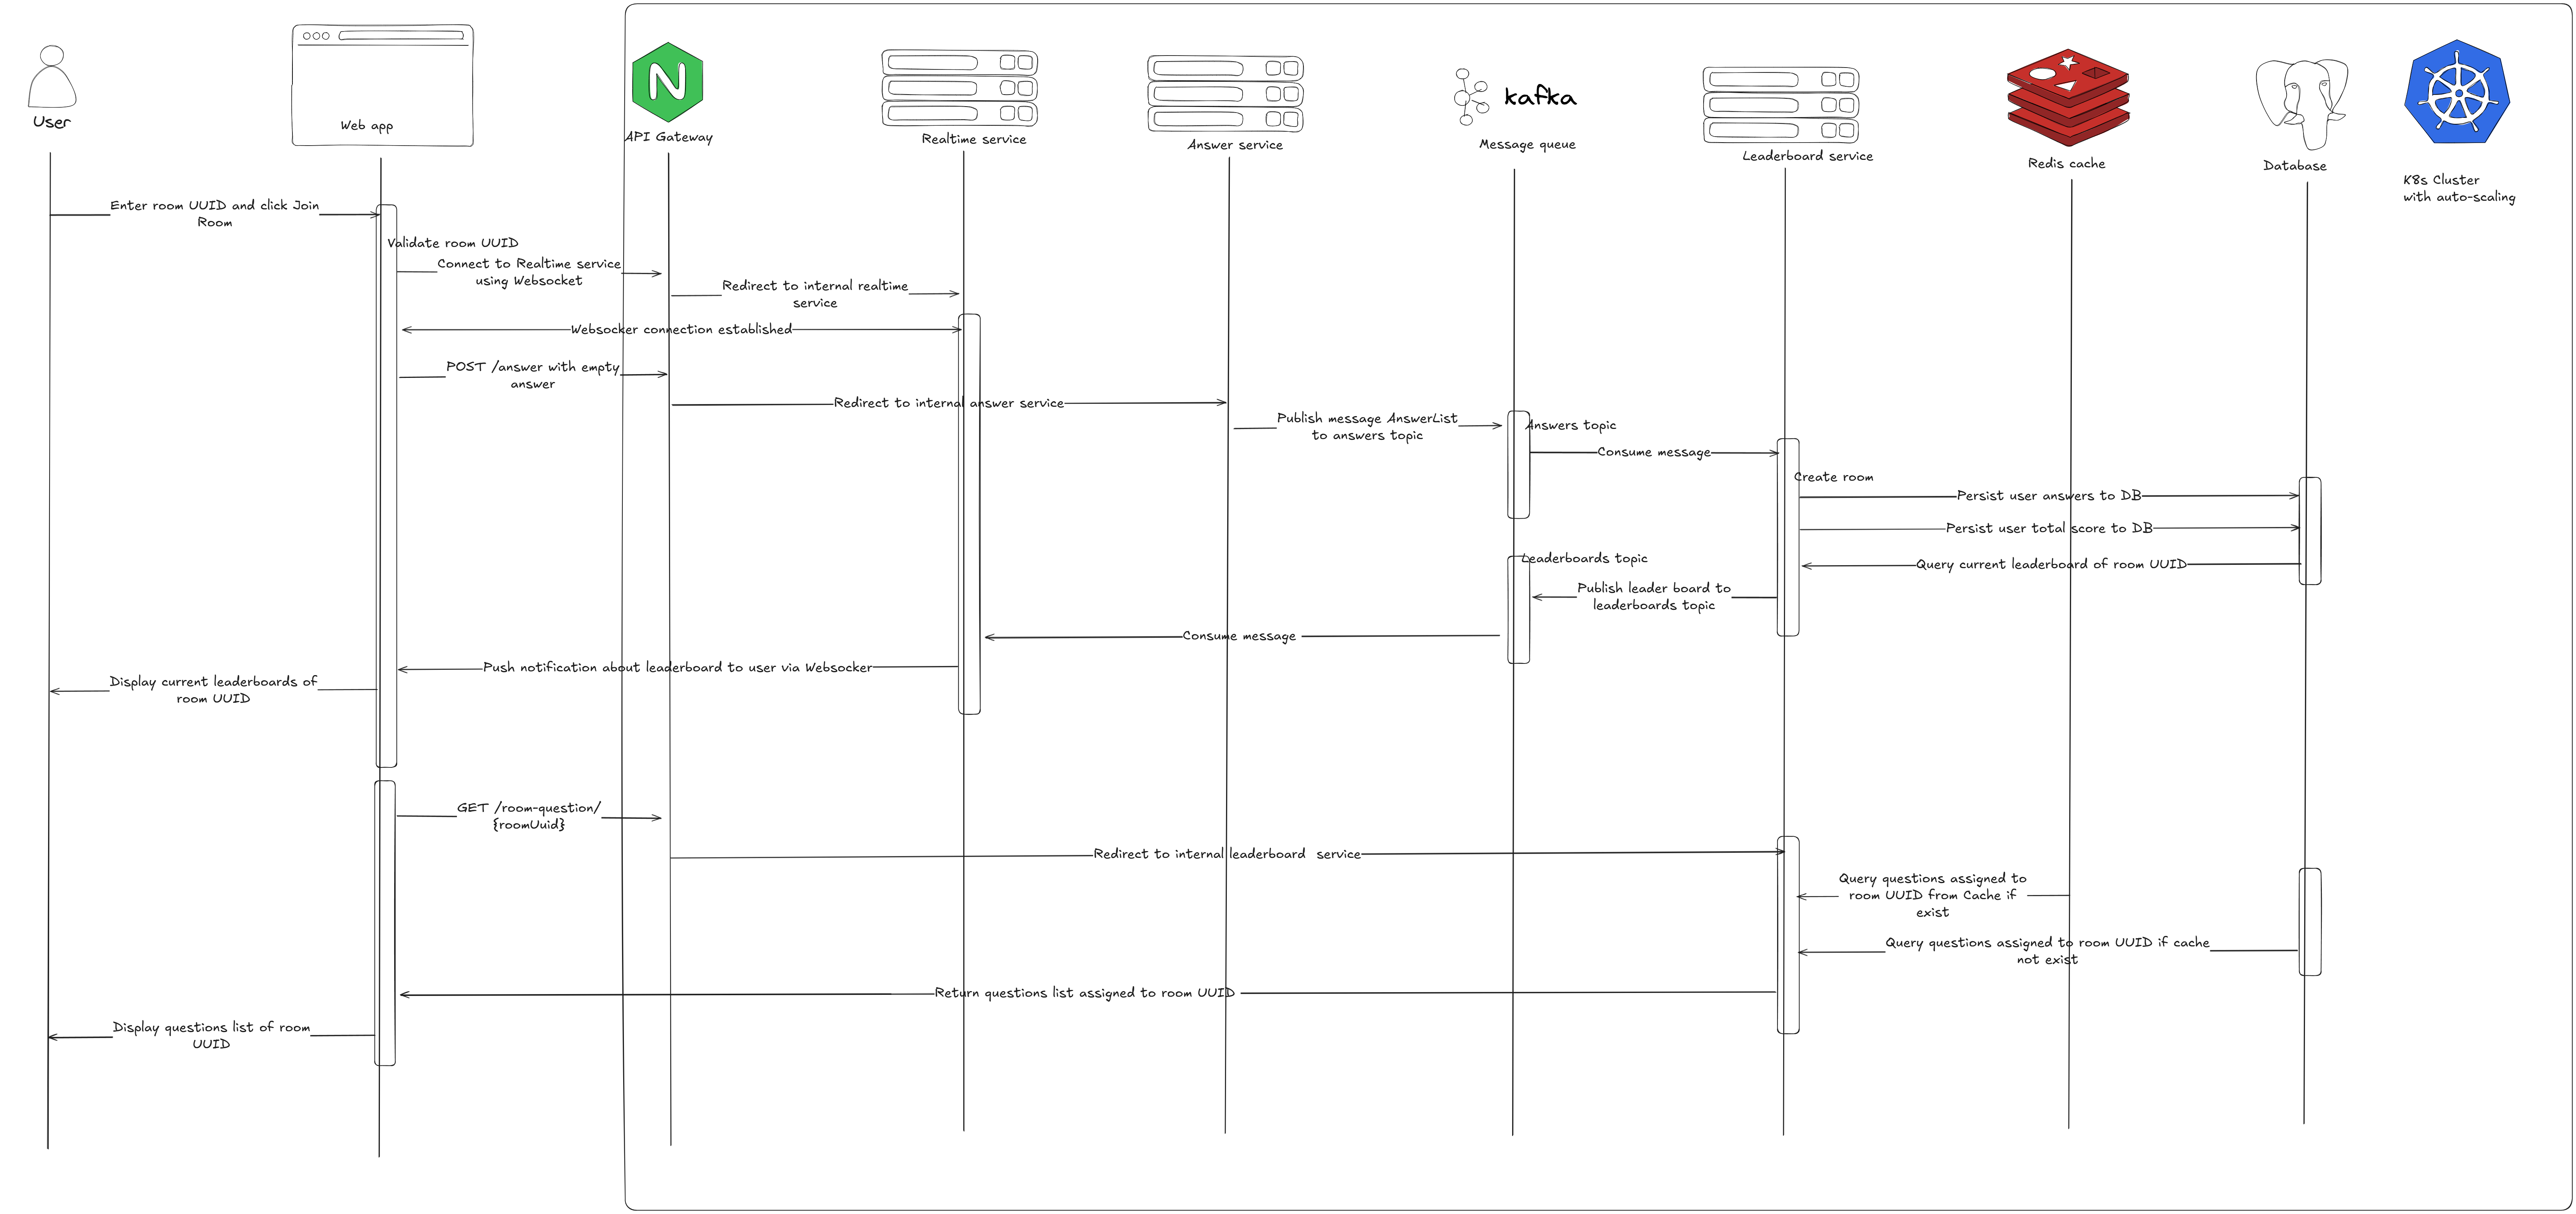 User
Web app
N
API Gateway
Realtime service
Answer service
kafka
Message queue
Leaderboard service
Redis cache
Database
K8s Cluster
with auto-scaling
Enter room UUID and click Join
Room
Validate room UUID
Connect to Realtime service
using Websocket
Redirect to internal realtime
service
Websocker connection established
POST /answer with empty
answer
Redirect to internal answer service
Publish message AnswerList
to answers topic
Answers topic
Consume message
Create room
Persist user answers to DB
Persist user total score to DB
Leaderboards topic
Query current leaderboard of room UUID
Publish leader board to
leaderboards topic
Consume message
Push notification about leaderboard to user via Websocker
Display current leaderboards of
room UUID
GET /room-question/
{roomUuid}
Redirect to internal leaderboard service
Query questions assigned to
room UUID from Cache if
exist
Query questions assigned to room UUID if cache
not exist
Return questions list assigned to room UUID
Display questions list of room
UUID